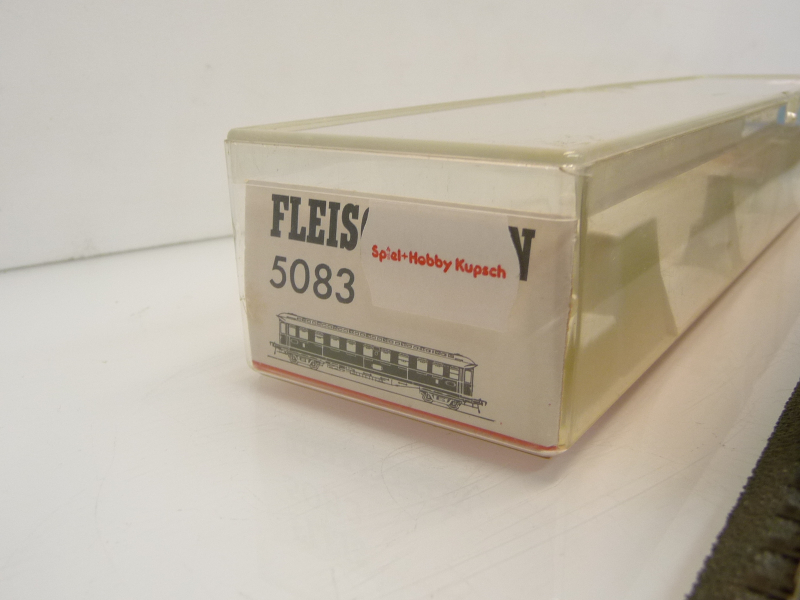 FLEIS N
Spiel+Hobby Kupsch
5083